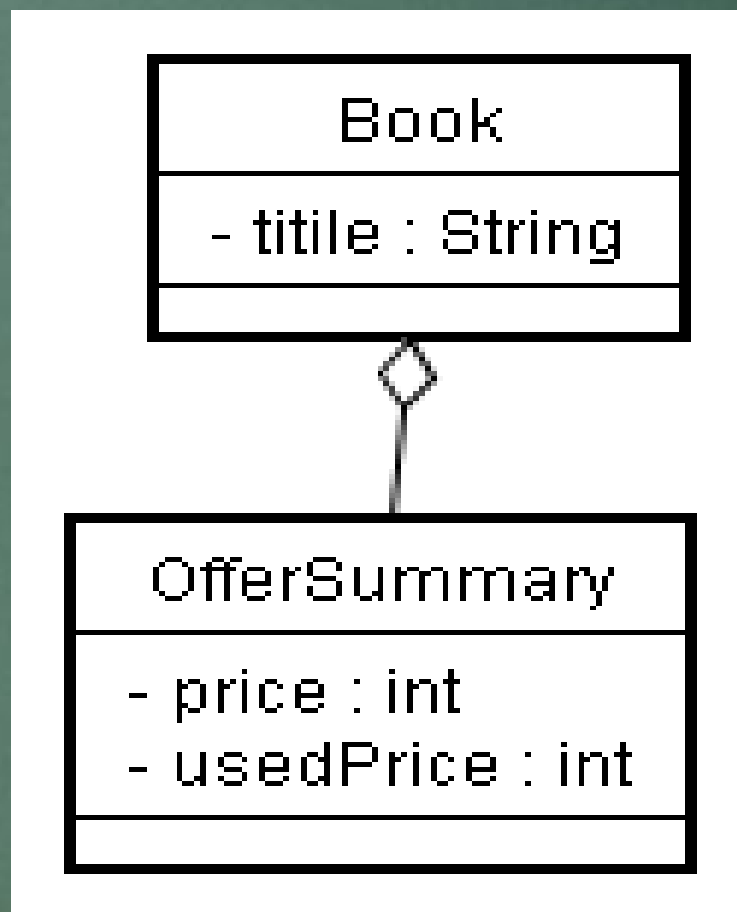 Book
- titile : String
OfferSummary
- price : int
- usedPrice : int